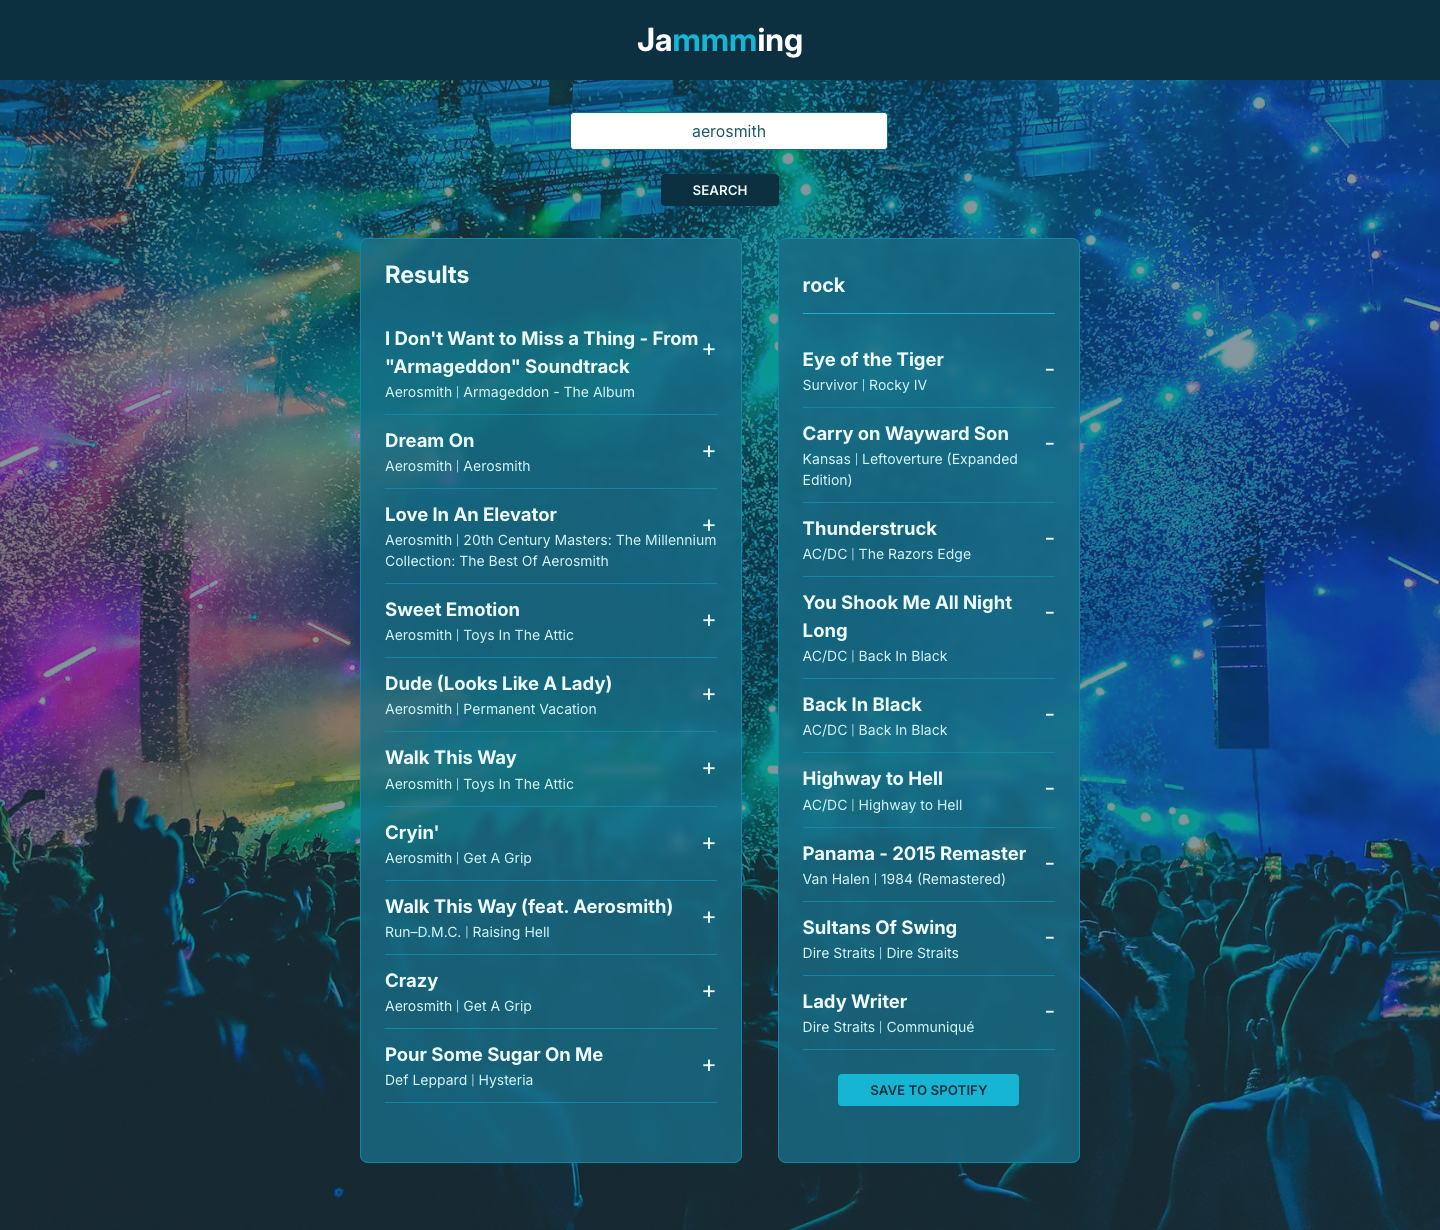 Jammming
aerosmith
SEARCH
Results
I Don't Want to Miss a Thing - From
"Armageddon" Soundtrack
+
Aerosmith | Armageddon - The Album
Dream On
+
Aerosmith | Aerosmith
Love In An Elevator
+
Aerosmith | 20th Century Masters: The Millennium
Collection: The Best Of Aerosmith
Sweet Emotion
+
Aerosmith | Toys In The Attic
Dude (Looks Like A Lady)
+
Aerosmith | Permanent Vacation
Walk This Way
+
Aerosmith | Toys In The Attic
Cryin'
+
Aerosmith | Get A Grip
Walk This Way (feat. Aerosmith)
+
Run–D.M.C. | Raising Hell
Crazy
+
Aerosmith | Get A Grip
Pour Some Sugar On Me
+
Def Leppard | Hysteria
rock
Eye of the Tiger
-
Survivor | Rocky IV
Carry on Wayward Son
-
Kansas | Leftoverture (Expanded
Edition)
Thunderstruck
-
AC/DC | The Razors Edge
You Shook Me All Night
Long
-
AC/DC | Back In Black
Back In Black
-
AC/DC | Back In Black
Highway to Hell
-
AC/DC | Highway to Hell
Panama - 2015 Remaster
-
Van Halen | 1984 (Remastered)
Sultans Of Swing
-
Dire Straits | Dire Straits
Lady Writer
-
Dire Straits | Communiqué
SAVE TO SPOTIFY